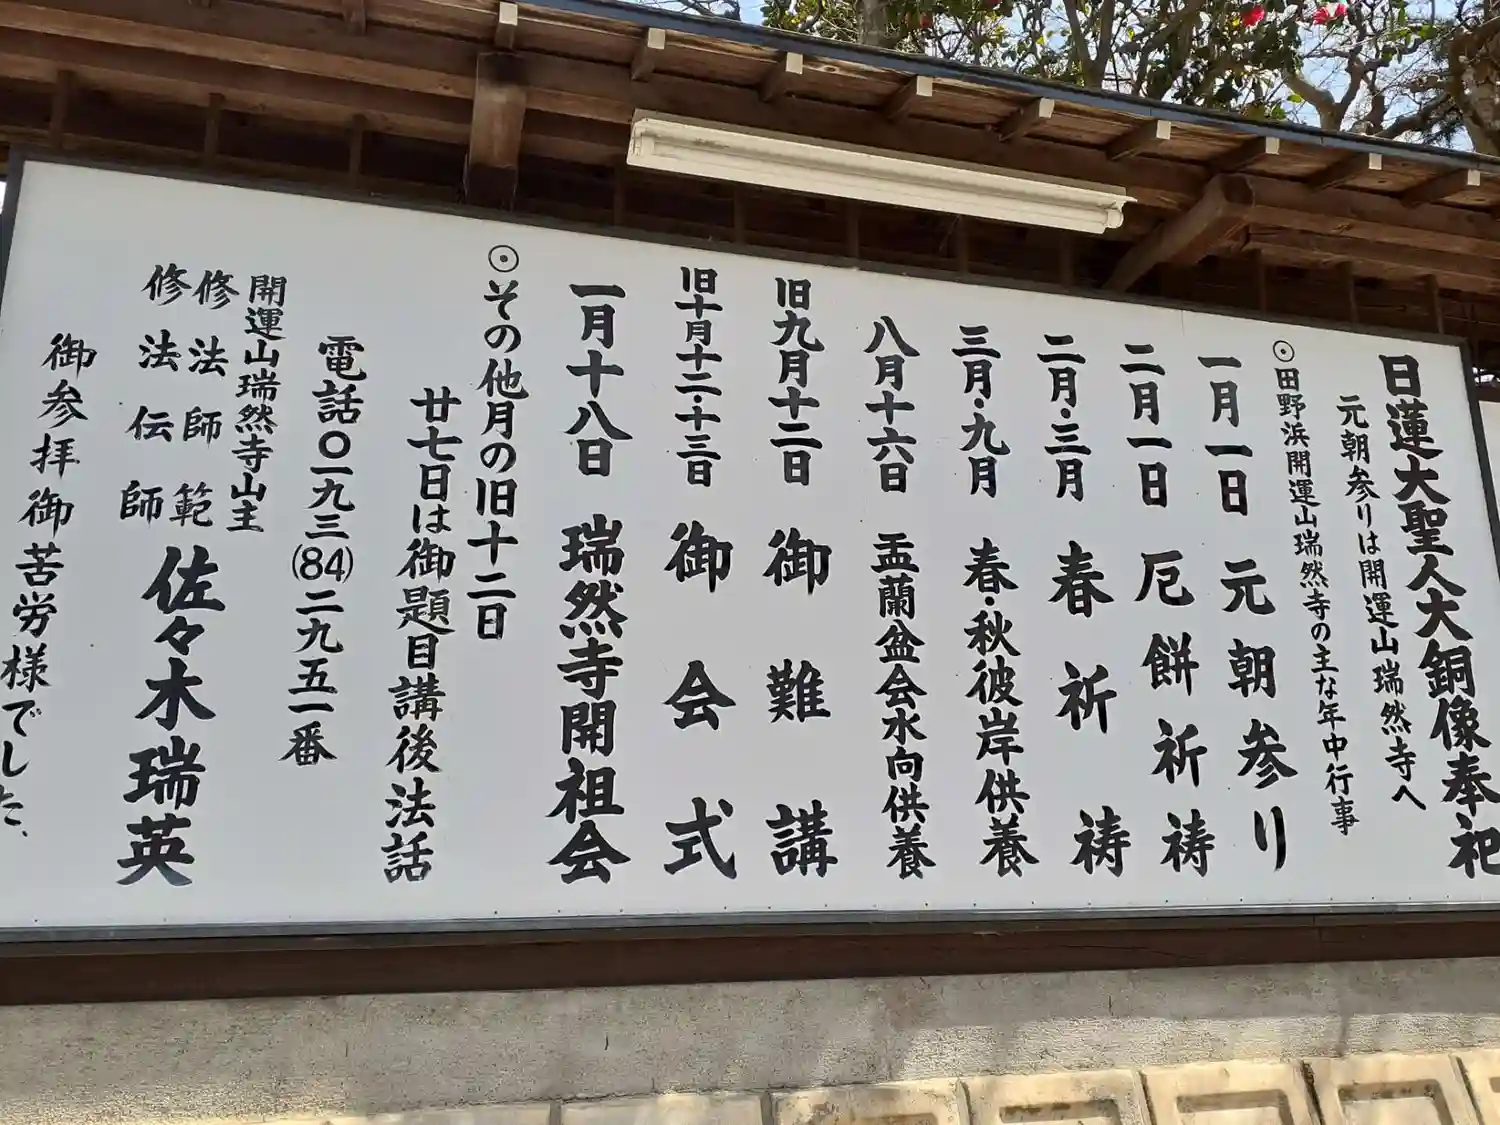 日蓮大聖人大銅像奉祀
元朝参りは開運山瑞然寺へ
⦿田野浜開運山瑞然寺の主な年中行事
一月一日 元朝参り
二月一日 厄餅祈祷
二月・三月 春祈祷
三月・九月 春・秋彼岸供養
八月十六日 盂蘭盆会水向供養
旧九月十二日 御難講
旧十月十二・十三日 御会式
一月十八日 瑞然寺開祖会
⦿その他月の旧十二日
廿七日は御題目講後法話
電話〇一九三(84)二九五一番
開運山瑞然寺山主
修法師範
修法伝師
佐々木瑞英
御参拝御苦労様でした、